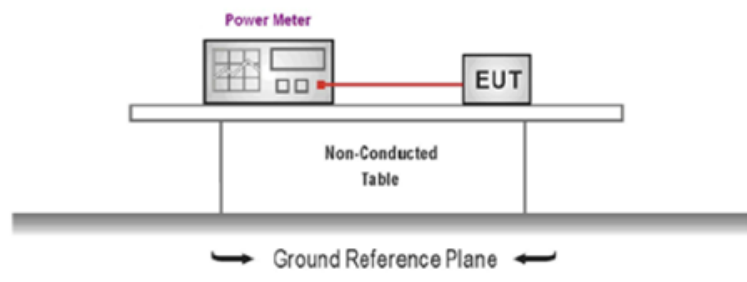 Power Meter
EUT
Non-Conducted
Table
Ground Reference Plane